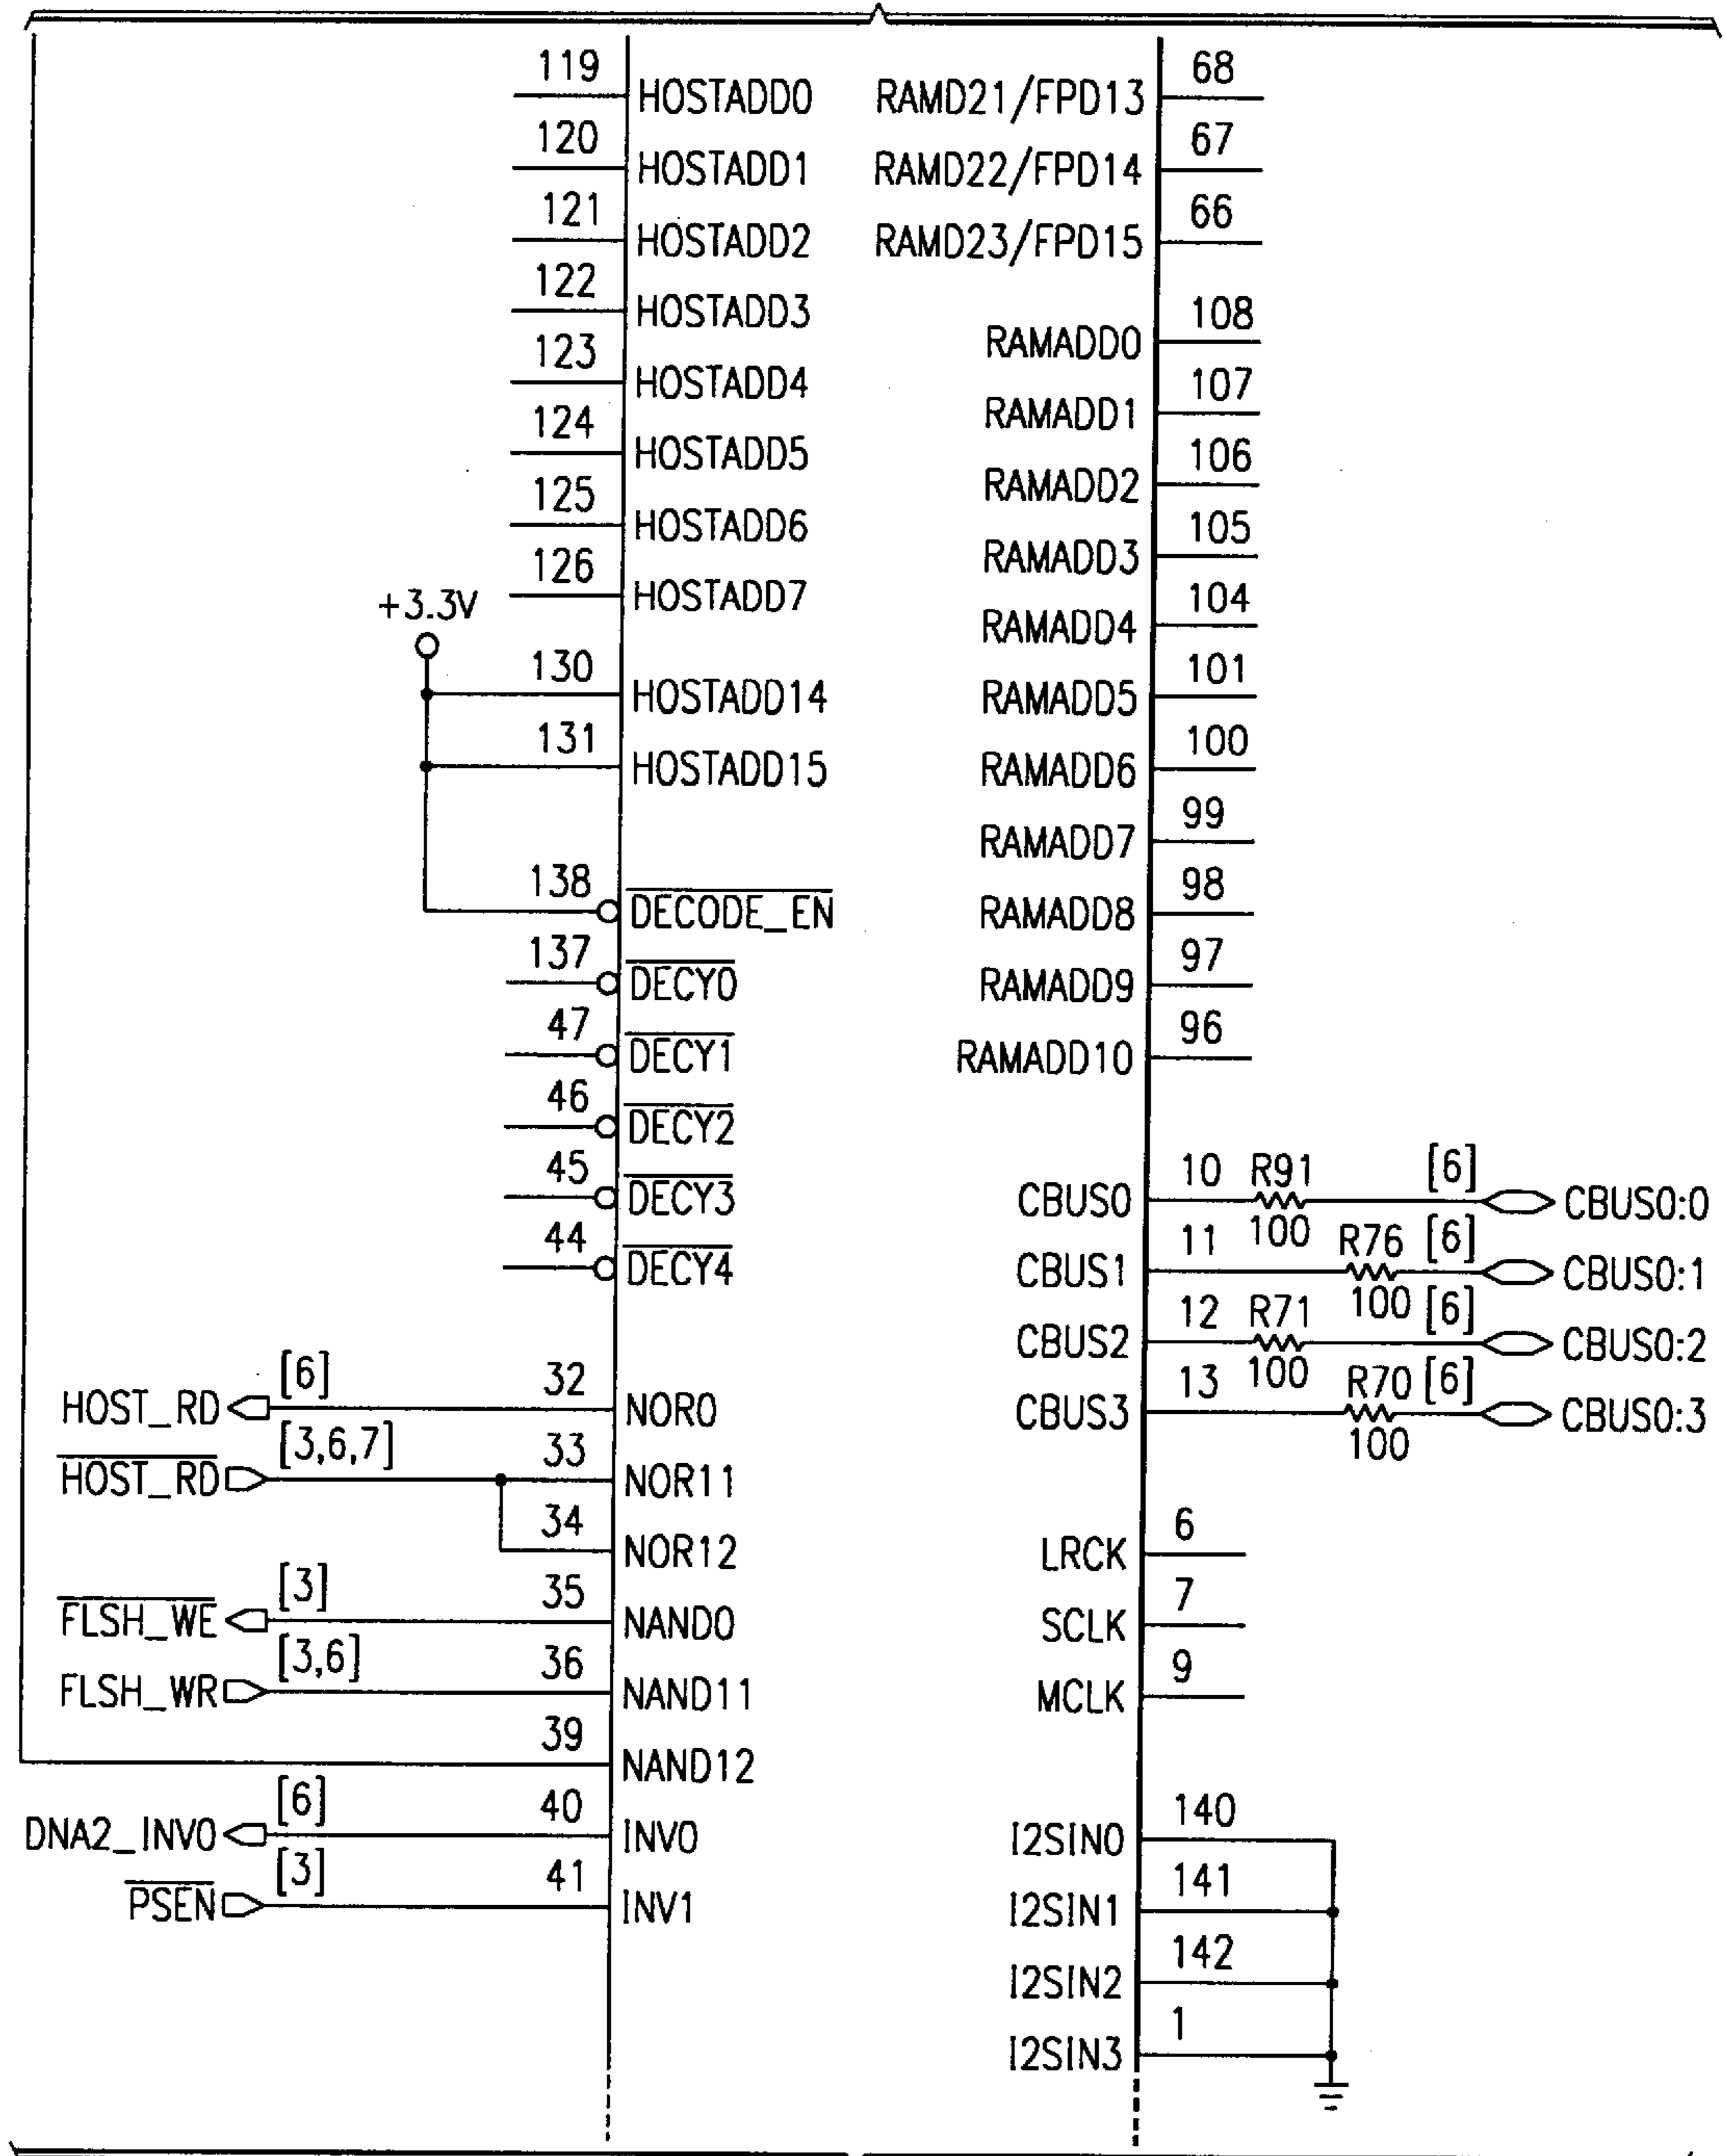 119 HOSTADD0 RAMD21/FPD13 68
120 HOSTADD1 RAMD22/FPD14 67
121 HOSTADD2 RAMD23/FPD15 66
122 HOSTADD3
RAMADD0 108
123 HOSTADD4
RAMADD1 107
124 HOSTADD5
RAMADD2 106
125 HOSTADD6
RAMADD3 105
126 HOSTADD7
+3.3V
RAMADD4 104
130 HOSTADD14 RAMADD5 101
131 HOSTADD15 RAMADD6 100
RAMADD7 99
138 DECODE_EN RAMADD8 98
137 DECY0 RAMADD9 97
47 DECY1 RAMADD10 96
46 DECY2
45 DECY3 CBUS0 10 R91 100 [6] CBUS0:0
44 DECY4 CBUS1 11 R76 100 [6] CBUS0:1
CBUS2 12 R71 100 [6] CBUS0:2
HOST_RD [6] 32 NOR0 CBUS3 13 R70 100 [6] CBUS0:3
HOST_RD [3,6,7] 33 NOR11
34 NOR12 LRCK 6
FLSH_WE [3] 35 NAND0 SCLK 7
FLSH_WR [3,6] 36 NAND11 MCLK 9
39 NAND12
DNA2_INV0 [6] 40 INV0 I2SIN0 140
PSEN [3] 41 INV1 I2SIN1 141
I2SIN2 142
I2SIN3 1